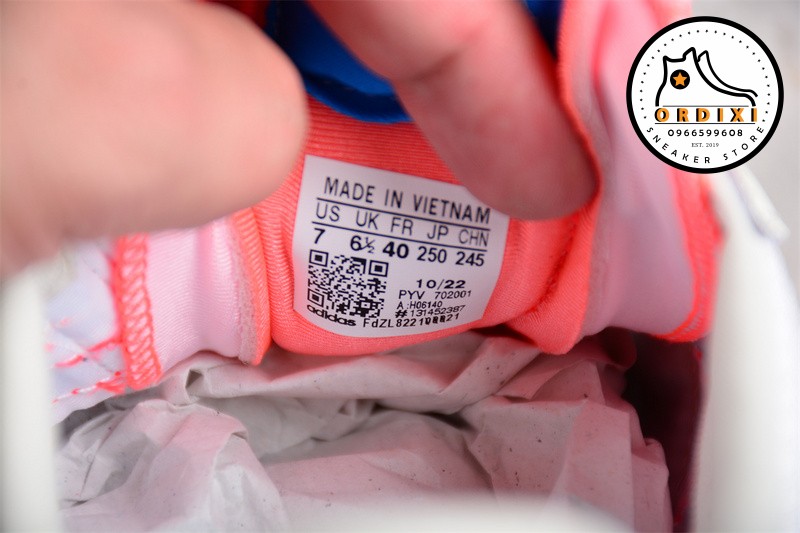 MADE IN VIETNAM
US UK FR JP CHN
7 6½ 40 250 245
10/22
PYV 702001
A:H06140
#131452387
adidas
ORDIXI
0966599608
EST. 2019
SNEAKER STORE